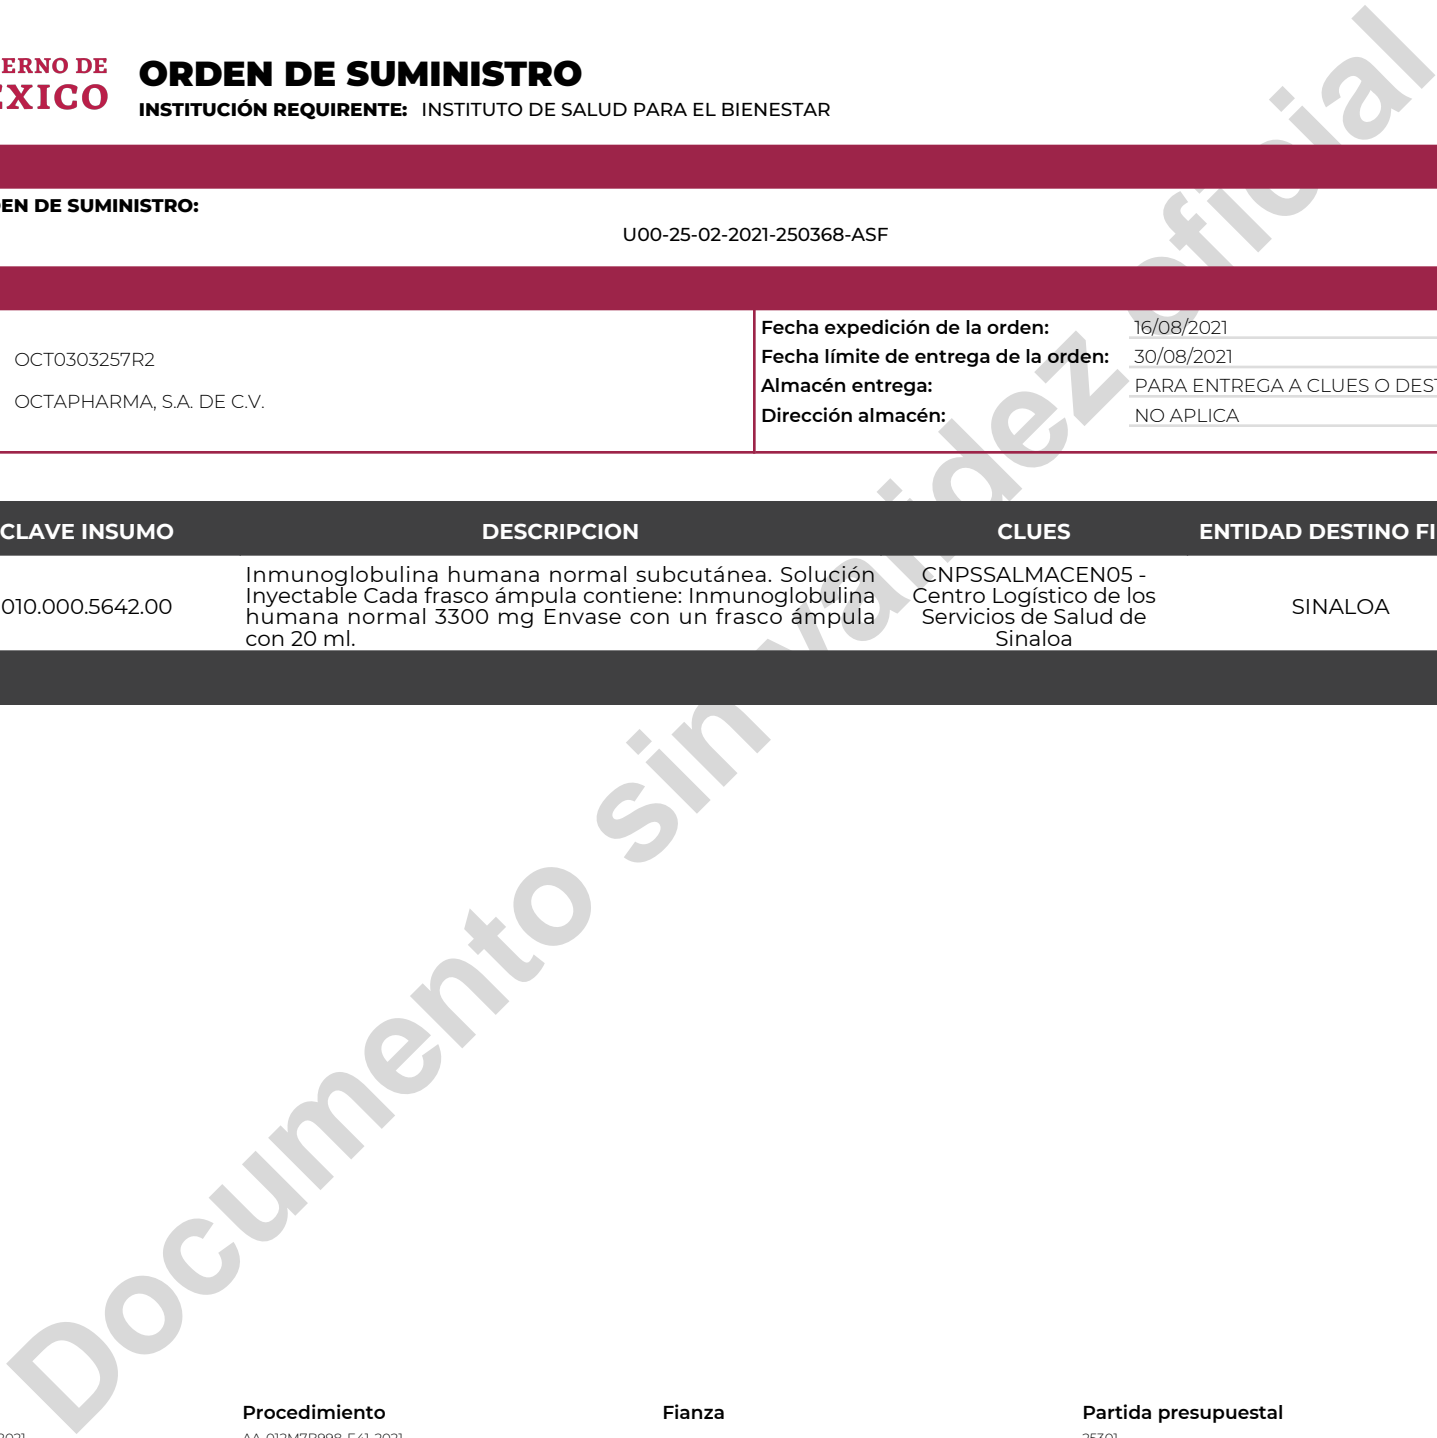 ERNO DE
EXICO
ORDEN DE SUMINISTRO
INSTITUCIÓN REQUIRENTE: INSTITUTO DE SALUD PARA EL BIENESTAR
EN DE SUMINISTRO:
U00-25-02-2021-250368-ASF
OCT0303257R2
OCTAPHARMA, S.A. DE C.V.
Fecha expedición de la orden: 16/08/2021
Fecha límite de entrega de la orden: 30/08/2021
Almacén entrega: PARA ENTREGA A CLUES O DEST
Dirección almacén: NO APLICA
CLAVE INSUMO DESCRIPCION CLUES ENTIDAD DESTINO FI
010.000.5642.00
Inmunoglobulina humana normal subcutánea. Solución
Inyectable Cada frasco ámpula contiene: Inmunoglobulina
humana normal 3300 mg Envase con un frasco ámpula
con 20 ml.
CNPSSALMACEN05 -
Centro Logístico de los
Servicios de Salud de
Sinaloa
SINALOA
Documento sin validez oficial
Procedimiento Fianza Partida presupuestal